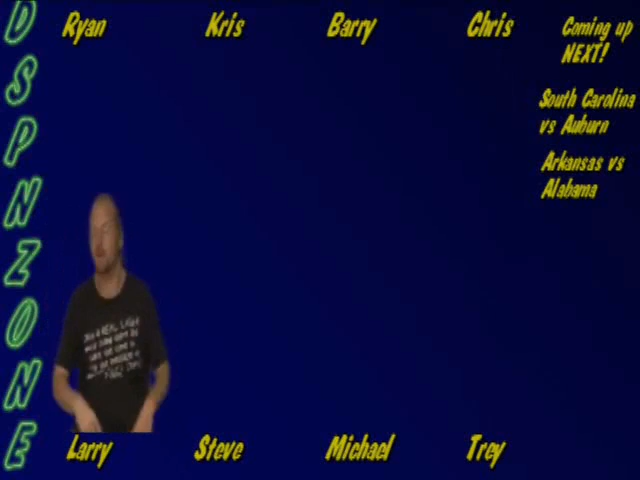 DSPNZONE
Ryan Kris Barry Chris
Coming up
NEXT!
South Carolina
vs Auburn
Arkansas vs
Alabama
Larry Steve Michael Trey